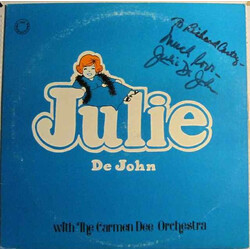 To Richard
Much Love -
Julie De John
Julie
De John
with The Carmen Dee Orchestra